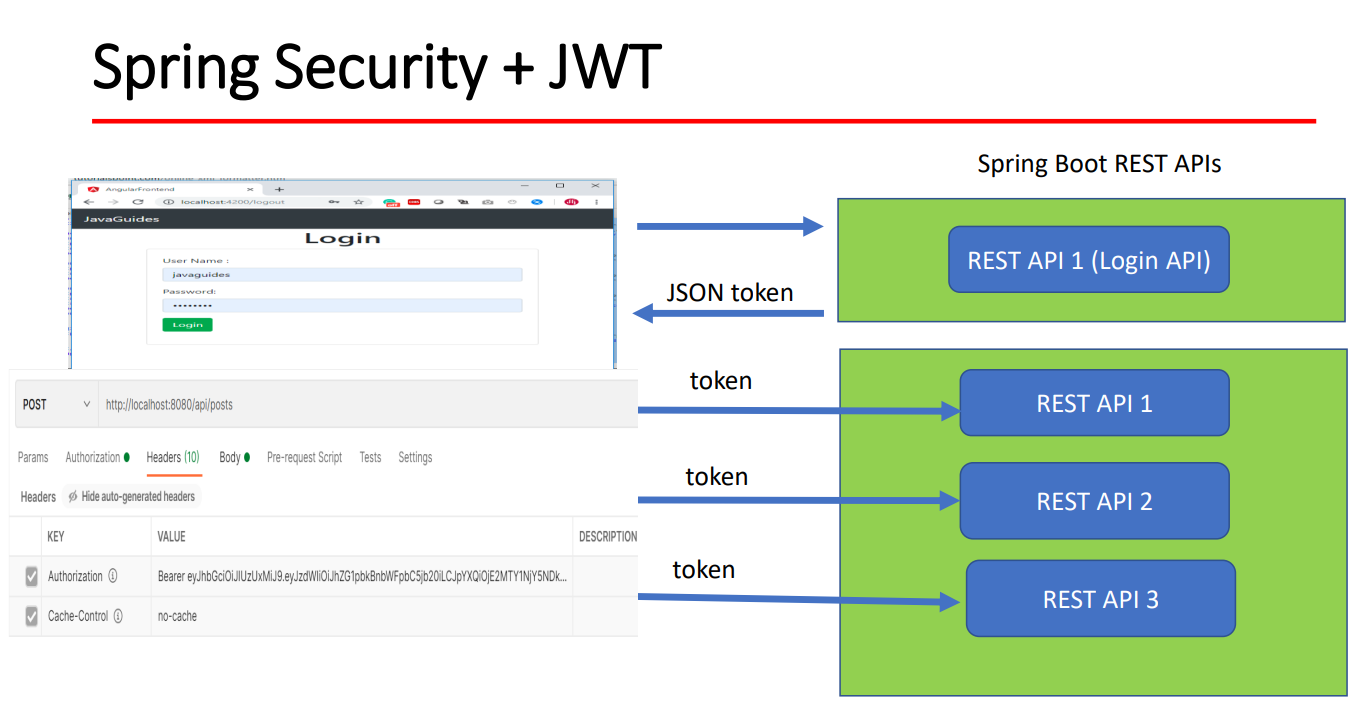 Spring Security + JWT
Spring Boot REST APIs
AngularFrontend
localhost:4200/logout
JavaGuides
Login
User Name :
javaguides
Password:
••••••••
Login
REST API 1 (Login API)
JSON token
POST
http://localhost:8080/api/posts
Params Authorization Headers (10) Body Pre-request Script Tests Settings
Headers Hide auto-generated headers
KEY VALUE DESCRIPTION
Authorization Bearer eyJhbGciOiJIUzUxMiJ9.eyJzdWIiOiJhZG1pbkBnbWFpbC5jb20iLCJpYXQiOjE2MTY1NjY5NDk...
Cache-Control no-cache
token
REST API 1
token
REST API 2
token
REST API 3